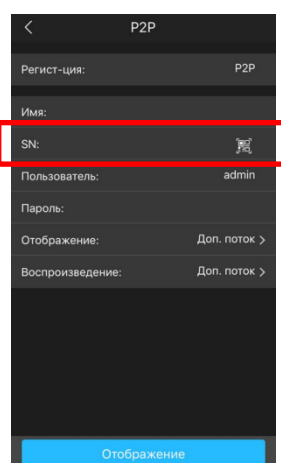 P2P
Регист-ция: P2P
Имя:
SN:
Пользователь: admin
Пароль:
Отображение: Доп. поток
Воспроизведение: Доп. поток
Отображение